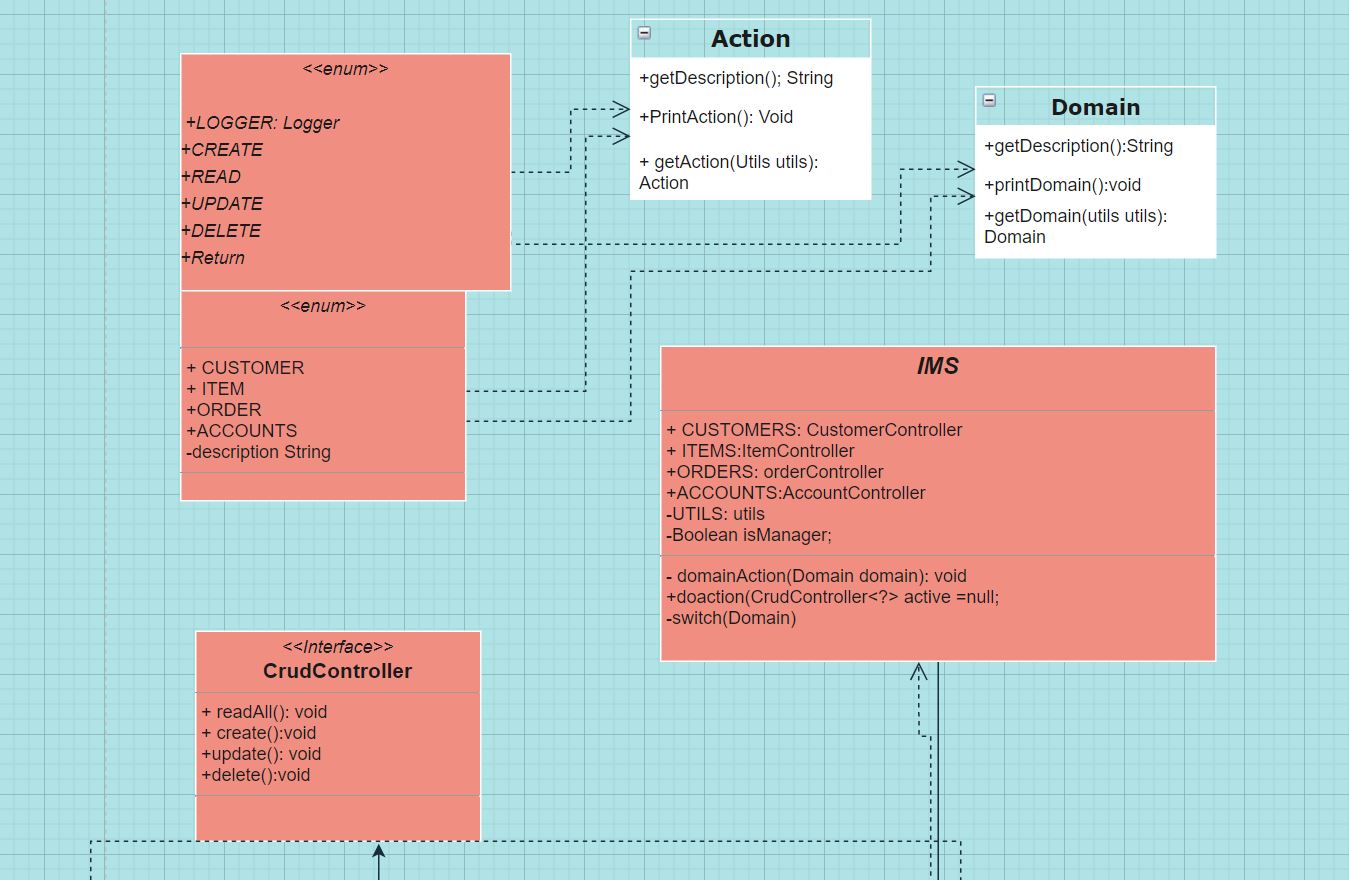 <<enum>>
+LOGGER: Logger
+CREATE
+READ
+UPDATE
+DELETE
+Return
Action
+getDescription(); String
+PrintAction(): Void
+ getAction(Utils utils):
Action
Domain
+getDescription():String
+printDomain():void
+getDomain(utils utils):
Domain
<<enum>>
+ CUSTOMER
+ ITEM
+ORDER
+ACCOUNTS
-description String
IMS
+ CUSTOMERS: CustomerController
+ ITEMS:ItemController
+ORDERS: orderController
+ACCOUNTS:AccountController
-UTILS: utils
-Boolean isManager;
- domainAction(Domain domain): void
+doaction(CrudController<?> active =null;
-switch(Domain)
<<Interface>>
CrudController
+ readAll(): void
+ create():void
+update(): void
+delete():void